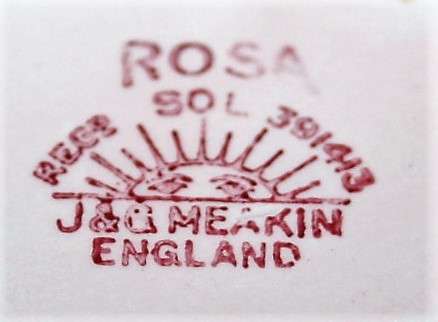 ROSA
SOL
REGD 391413
J&G MEAKIN
ENGLAND